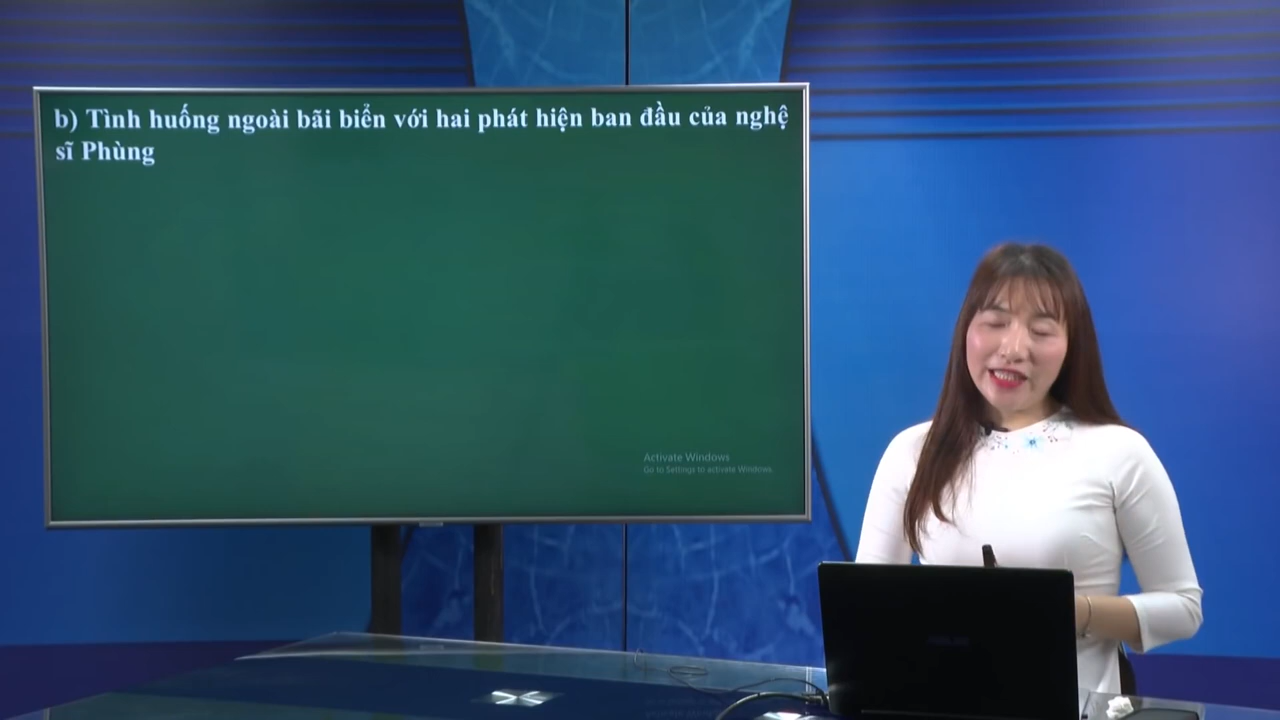 b) Tình huống ngoài bãi biển với hai phát hiện ban đầu của nghệ
sĩ Phùng
Activate Windows
Go to Settings to activate Windows.